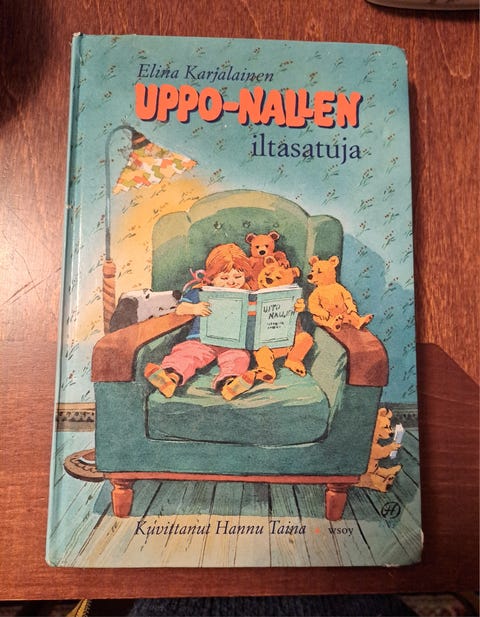 Elina Karjalainen
UPPO-NALLEN
iltasatuja
UPPO
NALLEN
Kuvittanut Hannu Taina wsoy
H